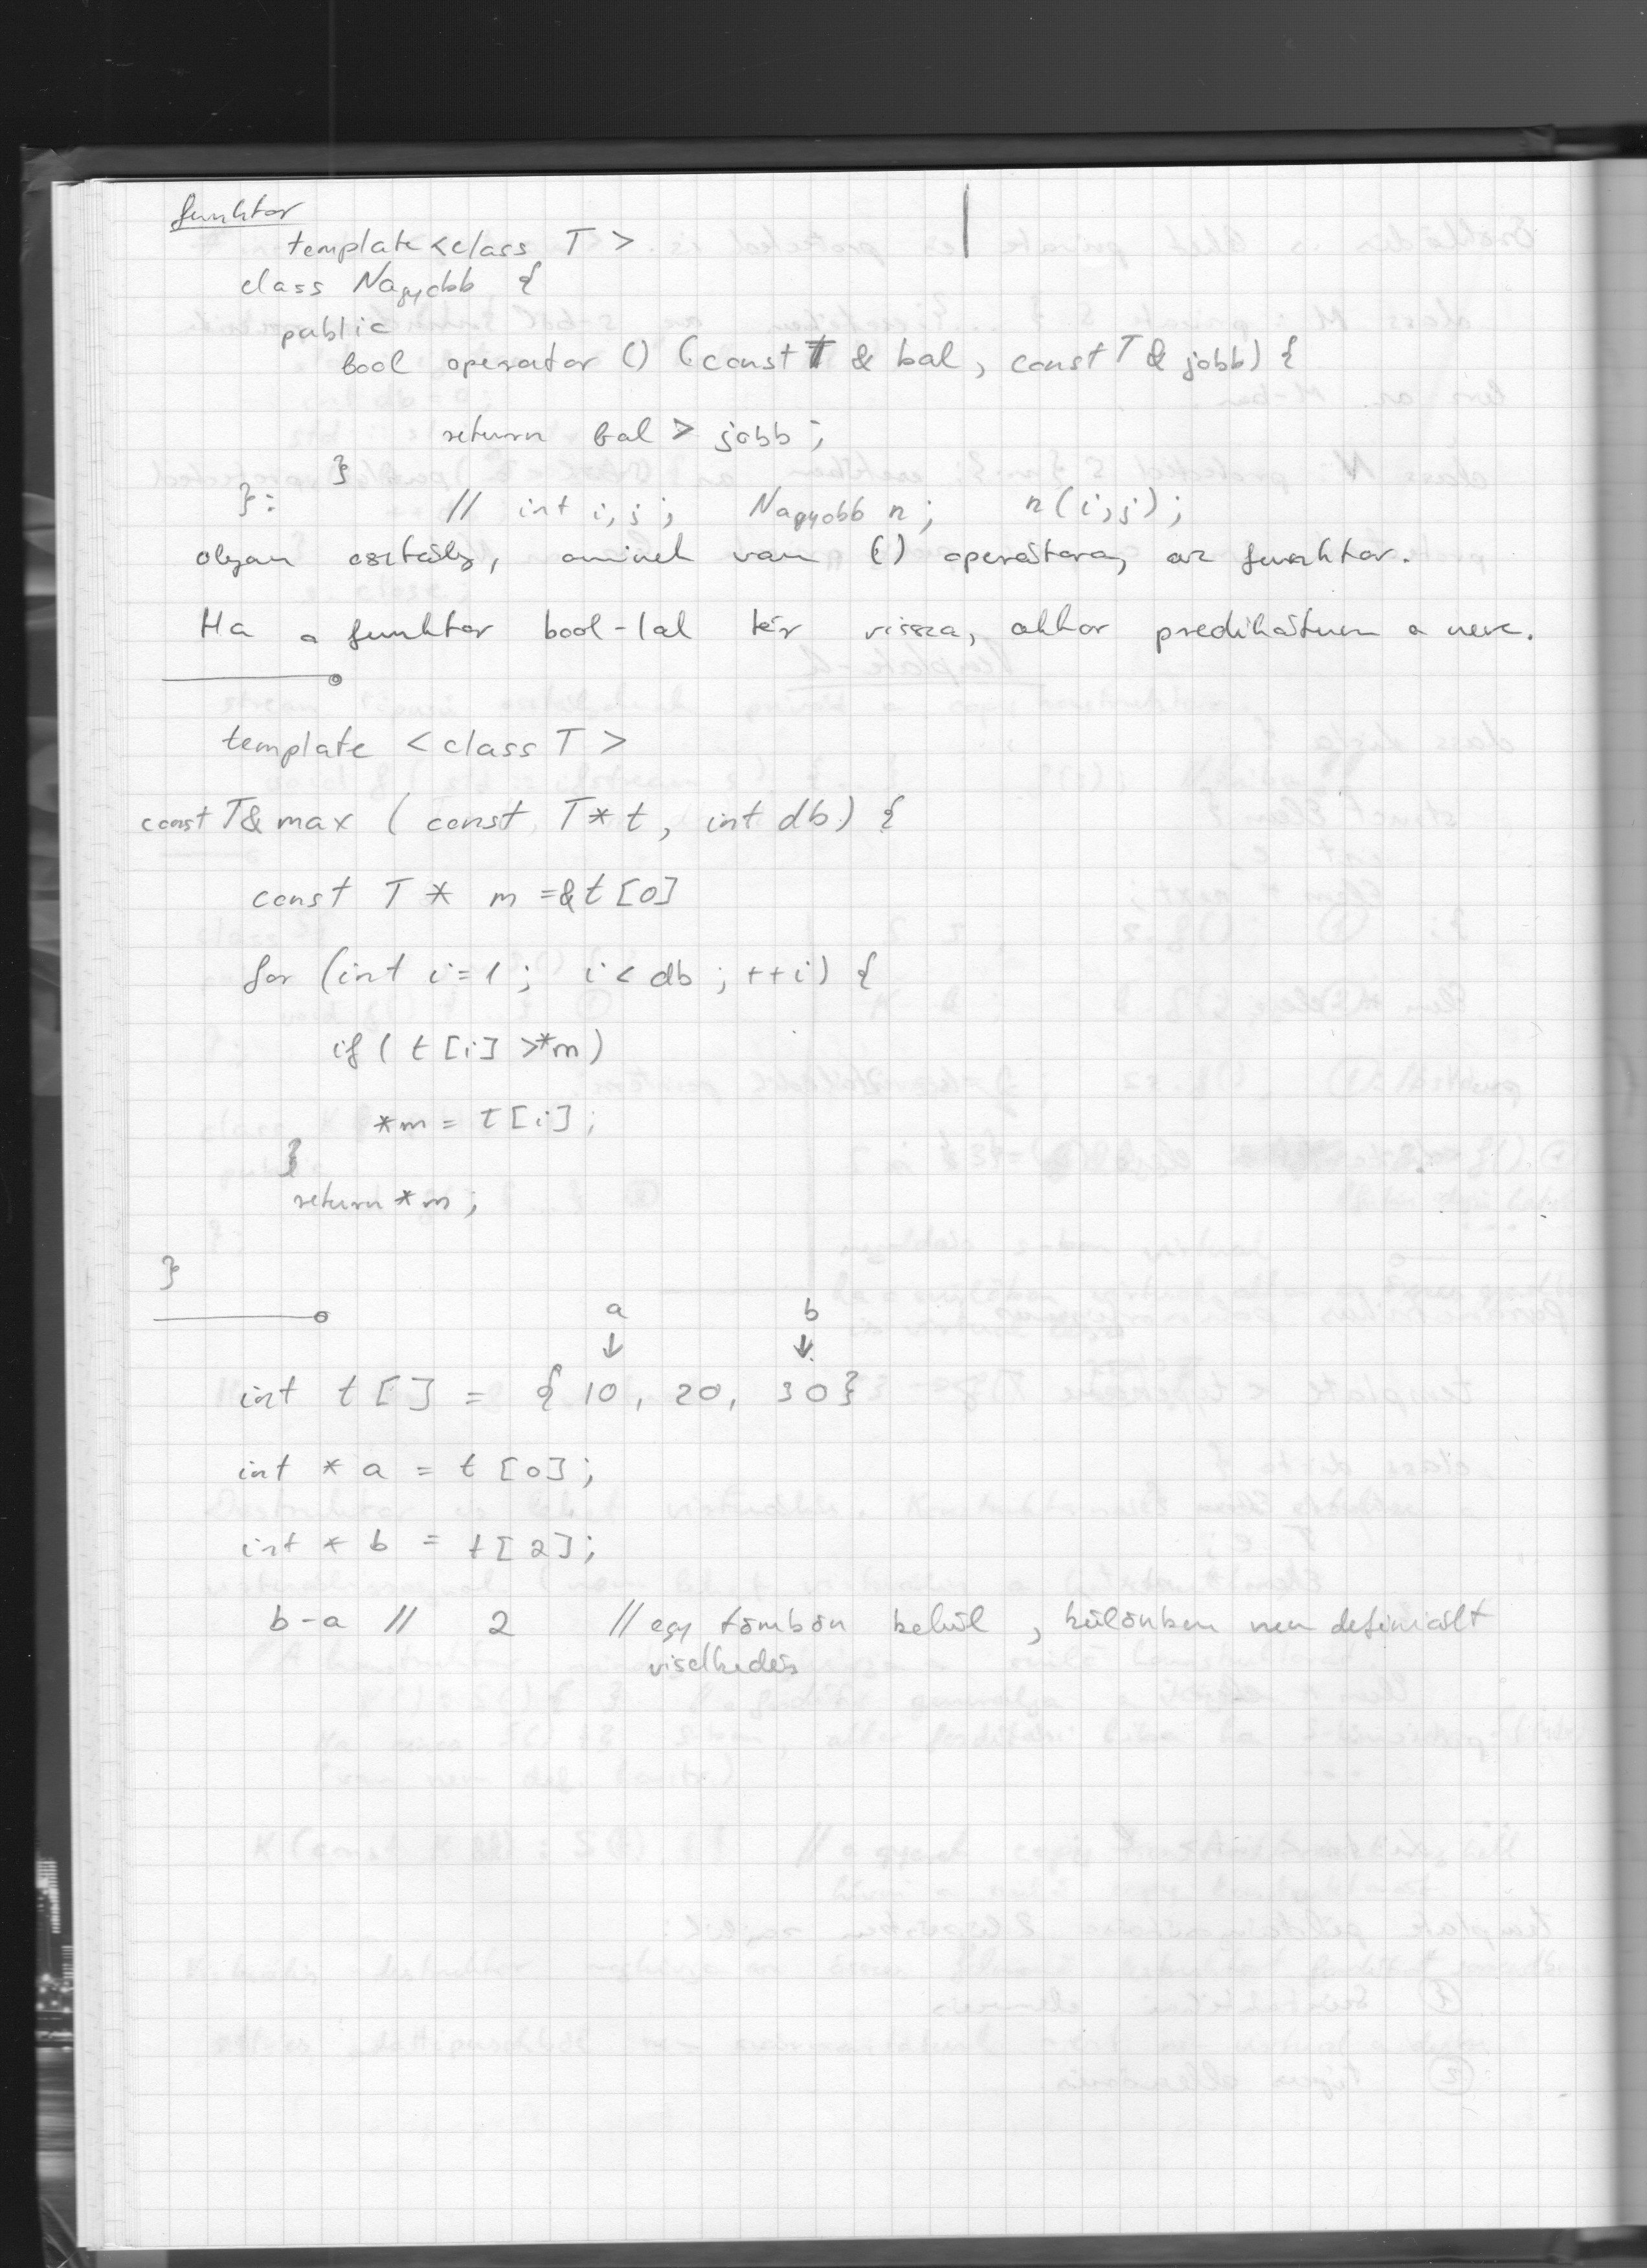 funktor
template <class T >
class Nagyobb {
public
bool operator () (const T & bal, const T & jobb) {
return bal > jobb ;
}
}: // int i, j ; Nagyobb n ; n (i, j) ;
olyan osztály, aminek van () operátora, az funktor.
Ha a funktor bool-lal tér vissza, akkor predikátum a neve.
template < class T >
const T& max ( const T* t, int db) {
const T * m = &t [0]
for (int i = 1 ; i < db ; ++i) {
if ( t [i] > *m)
*m = t [i] ;
}
return *m ;
}
a b
↓ ↓
int t [ ] = { 10, 20, 30}
int * a = t [0] ;
int * b = t [2] ;
b-a // 2 // egy tömbön belül, különben nem definiált
viselkedés